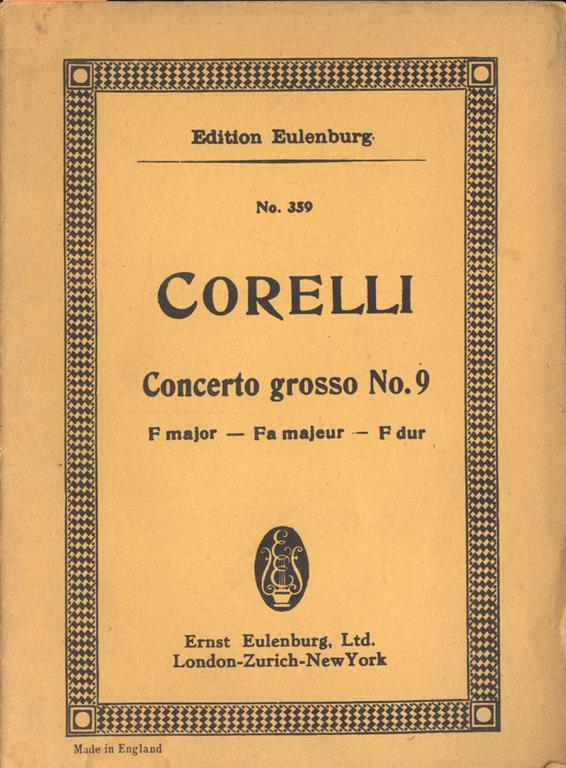 Edition Eulenburg
No. 359
CORELLI
Concerto grosso No. 9
F major — Fa majeur — F dur
Ernst Eulenburg, Ltd.
London-Zurich-NewYork
Made in England